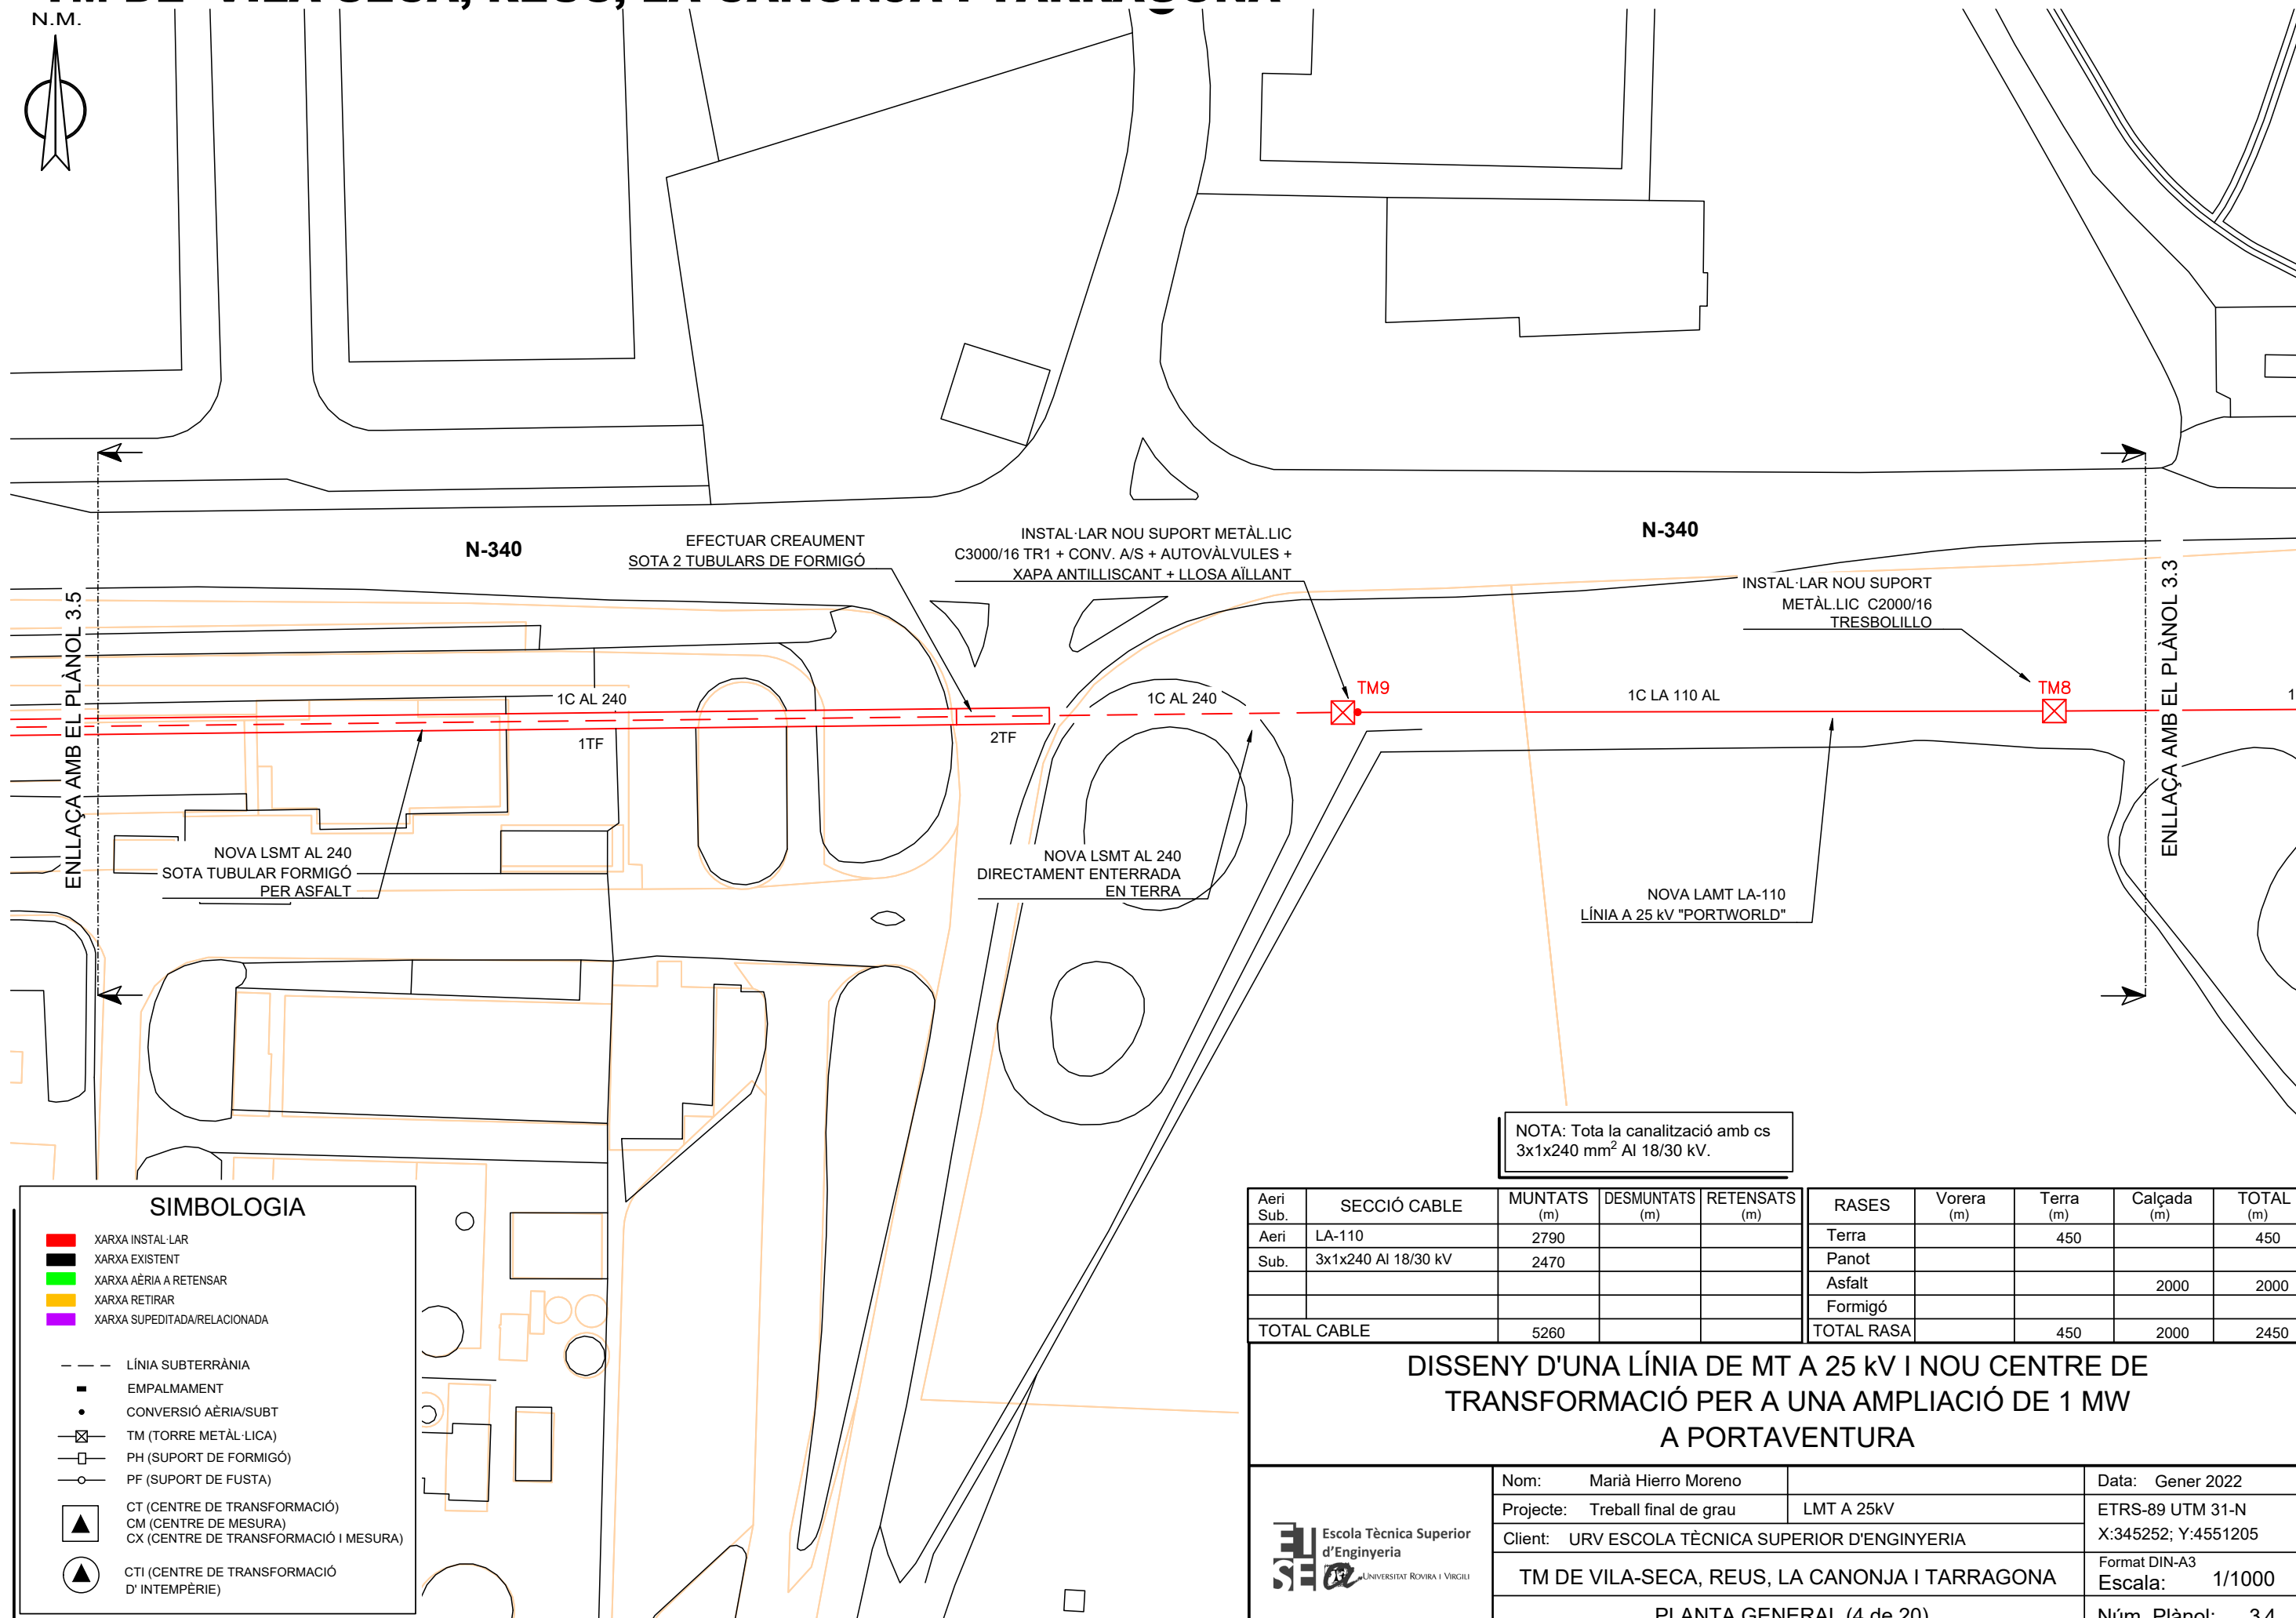 N.M.
N-340
EFECTUAR CREAUMENT
SOTA 2 TUBULARS DE FORMIGÓ
INSTAL·LAR NOU SUPORT METÀL.LIC
C3000/16 TR1 + CONV. A/S + AUTOVÀLVULES +
XAPA ANTILLISCANT + LLOSA AÏLLANT
N-340
INSTAL·LAR NOU SUPORT
METÀL.LIC C2000/16
TRESBOLILLO
ENLLAÇA AMB EL PLÀNOL 3.5
ENLLAÇA AMB EL PLÀNOL 3.3
1C AL 240
1TF
2TF
1C AL 240
TM9
1C LA 110 AL
TM8
1
NOVA LSMT AL 240
SOTA TUBULAR FORMIGÓ
PER ASFALT
NOVA LSMT AL 240
DIRECTAMENT ENTERRADA
EN TERRA
NOVA LAMT LA-110
LÍNIA A 25 kV "PORTWORLD"
NOTA: Tota la canalització amb cs
3x1x240 mm² Al 18/30 kV.
SIMBOLOGIA
XARXA INSTAL·LAR
XARXA EXISTENT
XARXA AÈRIA A RETENSAR
XARXA RETIRAR
XARXA SUPEDITADA/RELACIONADA
LÍNIA SUBTERRÀNIA
EMPALMAMENT
CONVERSIÓ AÈRIA/SUBT
TM (TORRE METÀL·LICA)
PH (SUPORT DE FORMIGÓ)
PF (SUPORT DE FUSTA)
CT (CENTRE DE TRANSFORMACIÓ)
CM (CENTRE DE MESURA)
CX (CENTRE DE TRANSFORMACIÓ I MESURA)
CTI (CENTRE DE TRANSFORMACIÓ
D' INTEMPÈRIE)
Aeri Sub. SECCIÓ CABLE MUNTATS (m) DESMUNTATS (m) RETENSATS (m)
Aeri LA-110 2790
Sub. 3x1x240 Al 18/30 kV 2470
TOTAL CABLE 5260
RASES Vorera (m) Terra (m) Calçada (m) TOTAL (m)
Terra 450 450
Panot
Asfalt 2000 2000
Formigó
TOTAL RASA 450 2000 2450
DISSENY D'UNA LÍNIA DE MT A 25 kV I NOU CENTRE DE
TRANSFORMACIÓ PER A UNA AMPLIACIÓ DE 1 MW
A PORTAVENTURA
Escola Tècnica Superior
d'Enginyeria
UNIVERSITAT ROVIRA I VIRGILI
Nom: Marià Hierro Moreno
Data: Gener 2022
Projecte: Treball final de grau
LMT A 25kV
ETRS-89 UTM 31-N
X:345252; Y:4551205
Client: URV ESCOLA TÈCNICA SUPERIOR D'ENGINYERIA
TM DE VILA-SECA, REUS, LA CANONJA I TARRAGONA
Format DIN-A3
Escala: 1/1000
PLANTA GENERAL (4 de 20)
Núm. Plànol: 3.4